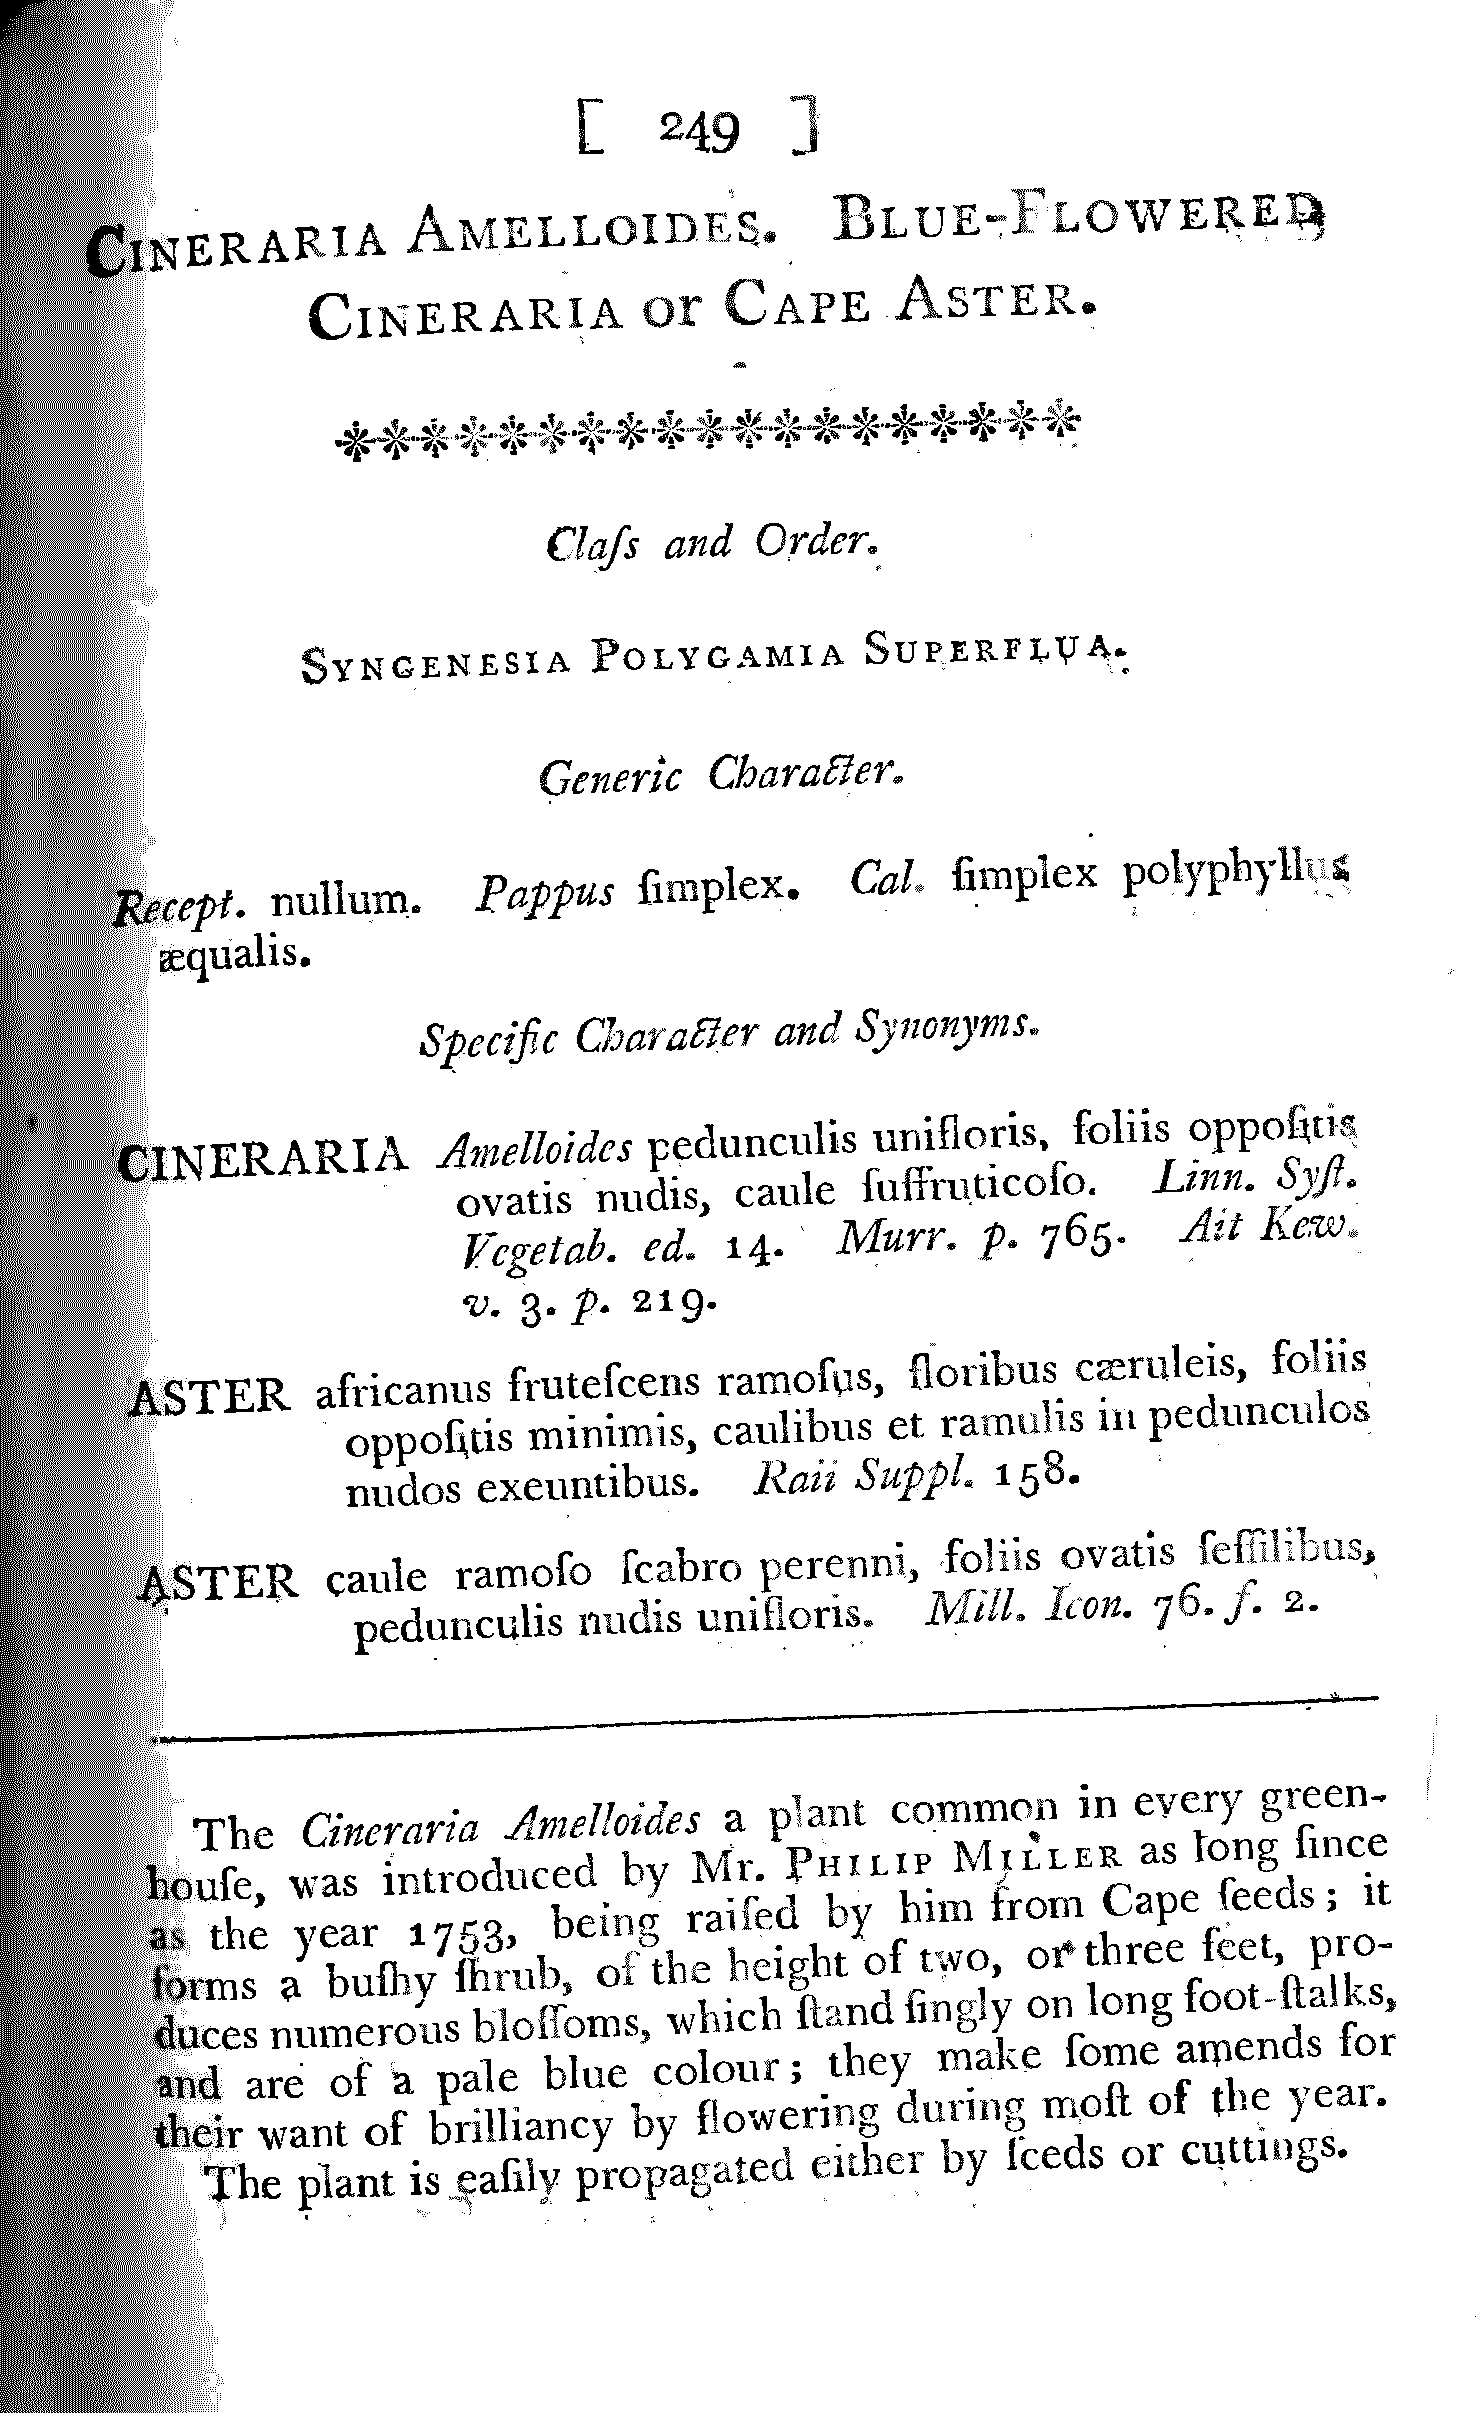 [ 249 ]
CINERARIA AMELLOIDES. BLUE-FLOWERED
CINERARIA or CAPE ASTER.
Claſs and Order.
SYNGENESIA POLYGAMIA SUPERFLUA.
Generic Character.
Recept. nullum. Pappus ſimplex. Cal. ſimplex polyphyllus
æqualis.
Specific Character and Synonyms.
CINERARIA Amelloides pedunculis unifloris, foliis oppoſitis
ovatis nudis, caule ſuffruticoſo. Linn. Syſt.
Vegetab. ed. 14. Murr. p. 765. Ait Kew.
v. 3. p. 219.
ASTER africanus fruteſcens ramoſus, floribus cæruleis, foliis
oppoſitis minimis, caulibus et ramulis in pedunculos
nudos exeuntibus. Raii Suppl. 158.
ASTER caule ramoſo ſcabro perenni, foliis ovatis ſeſſilibus,
pedunculis nudis unifloris. Mill. Icon. 76. f. 2.
The Cineraria Amelloides a plant common in every green-
houſe, was introduced by Mr. PHILIP MILLER as long ſince
as the year 1753, being raiſed by him from Cape ſeeds; it
forms a buſhy ſhrub, of the height of two, or three feet, pro-
duces numerous bloſſoms, which ſtand ſingly on long foot-ſtalks,
and are of a pale blue colour; they make ſome amends for
their want of brilliancy by flowering during moſt of the year.
The plant is eaſily propagated either by ſeeds or cuttings.